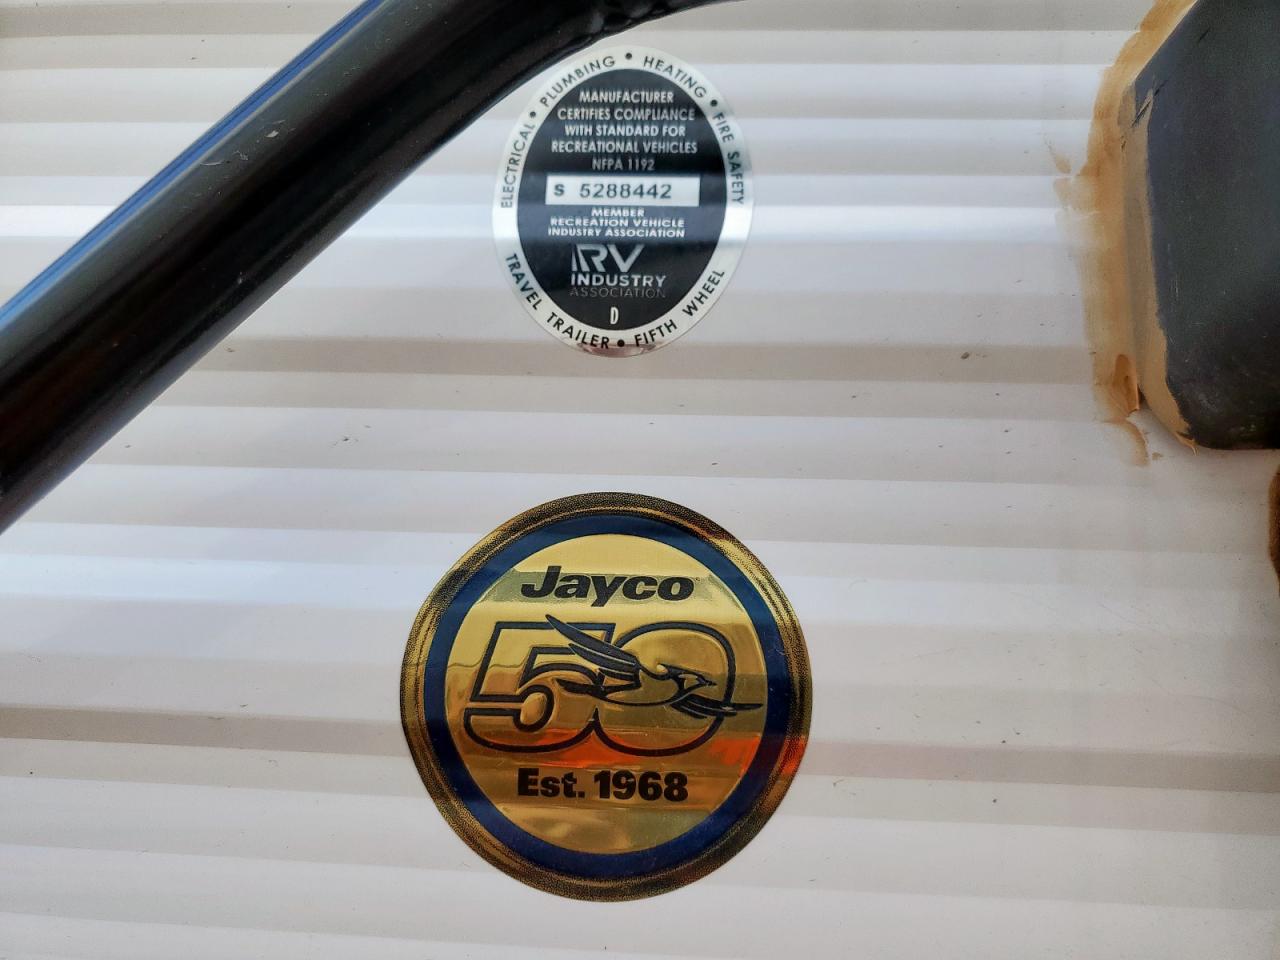 ELECTRICAL • PLUMBING • HEATING • FIRE SAFETY
MANUFACTURER
CERTIFIES COMPLIANCE
WITH STANDARD FOR
RECREATIONAL VEHICLES
NFPA 1192
S 5288442
MEMBER
RECREATION VEHICLE
INDUSTRY ASSOCIATION
RV
INDUSTRY
ASSOCIATION
D
TRAVEL TRAILER • FIFTH WHEEL
Jayco
50
Est. 1968